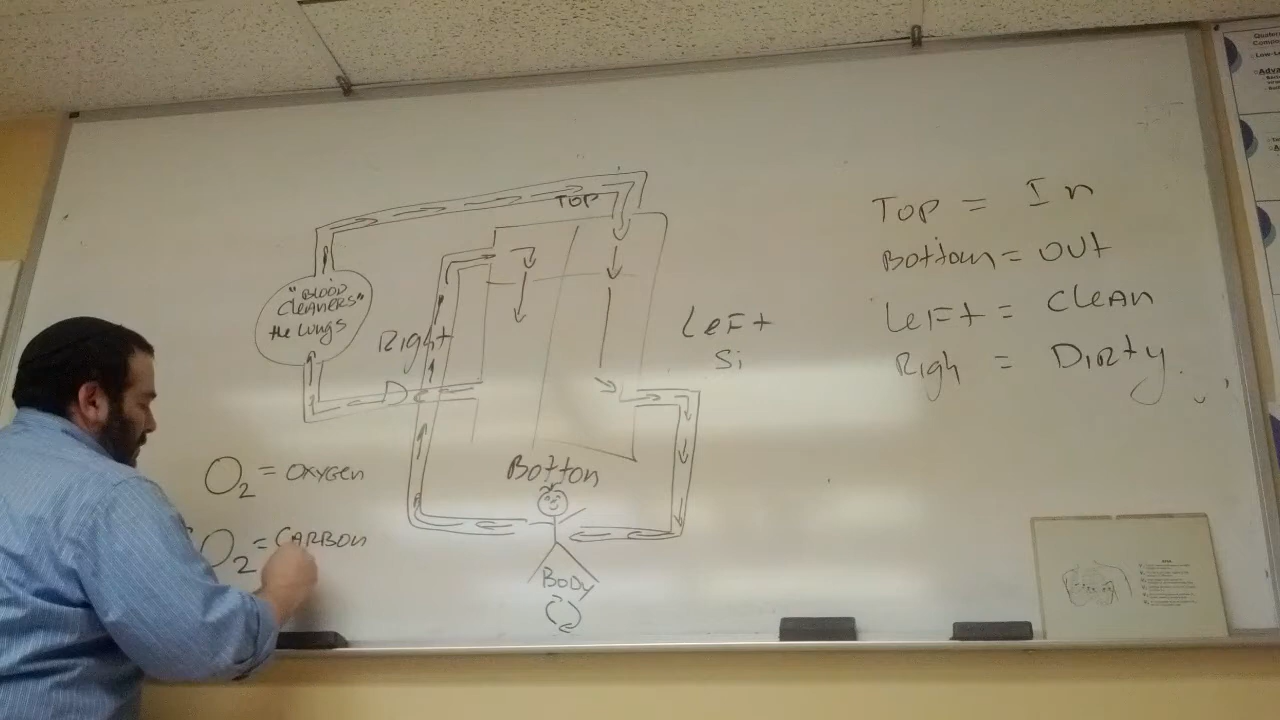 TOP
"BLOOD
CLEANERS"
the Lungs
Right
LEFt
Si
Botton
BODY
O2 = OXYGEN
O2 = CARBON
TOP = In
Bottom = OUt
LEFt = CLEAN
Righ = DIRTY